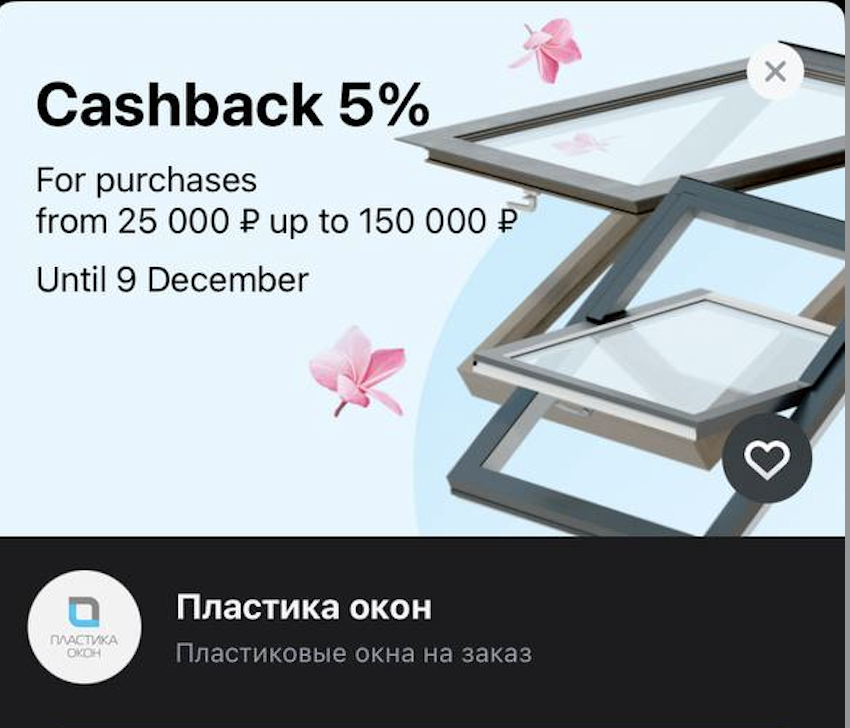 Cashback 5%
For purchases
from 25 000 ₽ up to 150 000 ₽
Until 9 December
ПЛАСТИКА
ОКОН
Пластика окон
Пластиковые окна на заказ